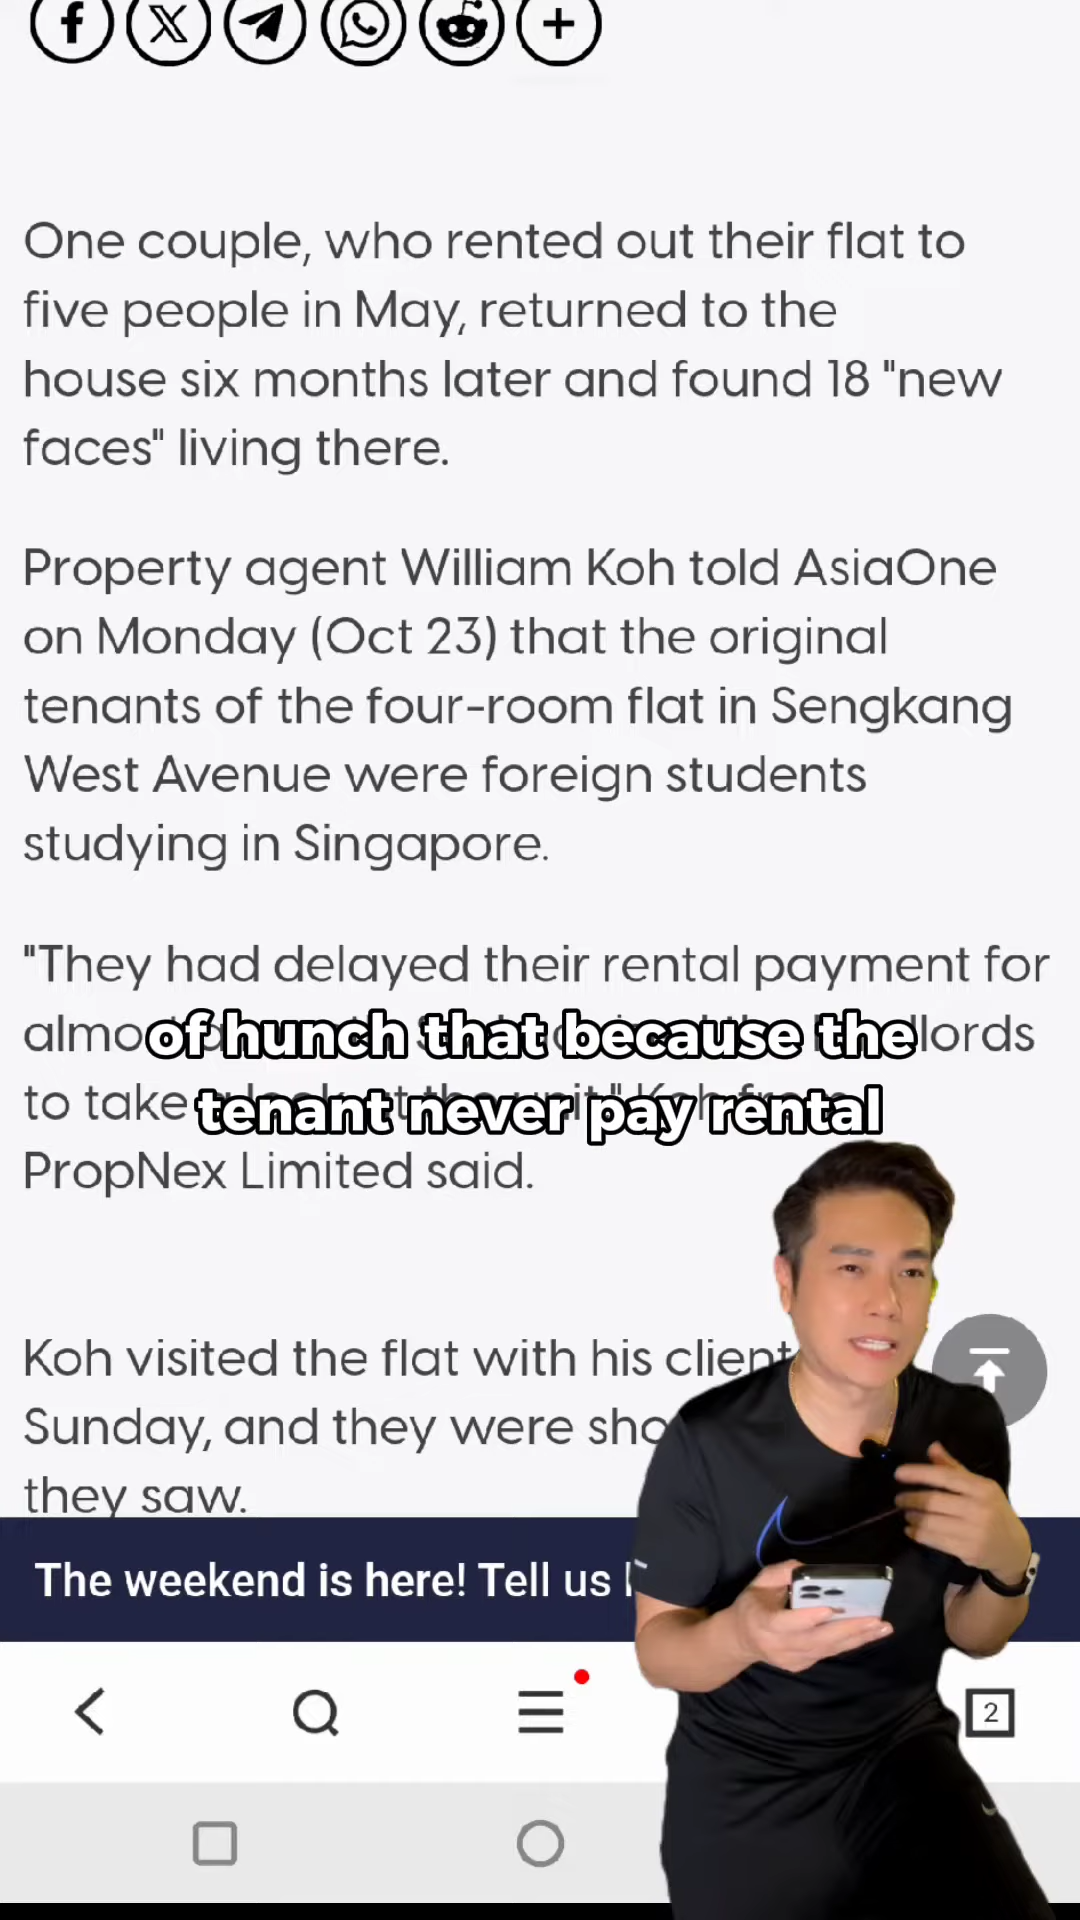 One couple, who rented out their flat to
five people in May, returned to the
house six months later and found 18 "new
faces" living there.
Property agent William Koh told AsiaOne
on Monday (Oct 23) that the original
tenants of the four-room flat in Sengkang
West Avenue were foreign students
studying in Singapore.
"They had delayed their rental payment for
of hunch that because the
tenant never pay rental
to take
PropNex Limited said.
Koh visited the flat with his client
Sunday, and they were
they saw.
The weekend is here! Tell us
2